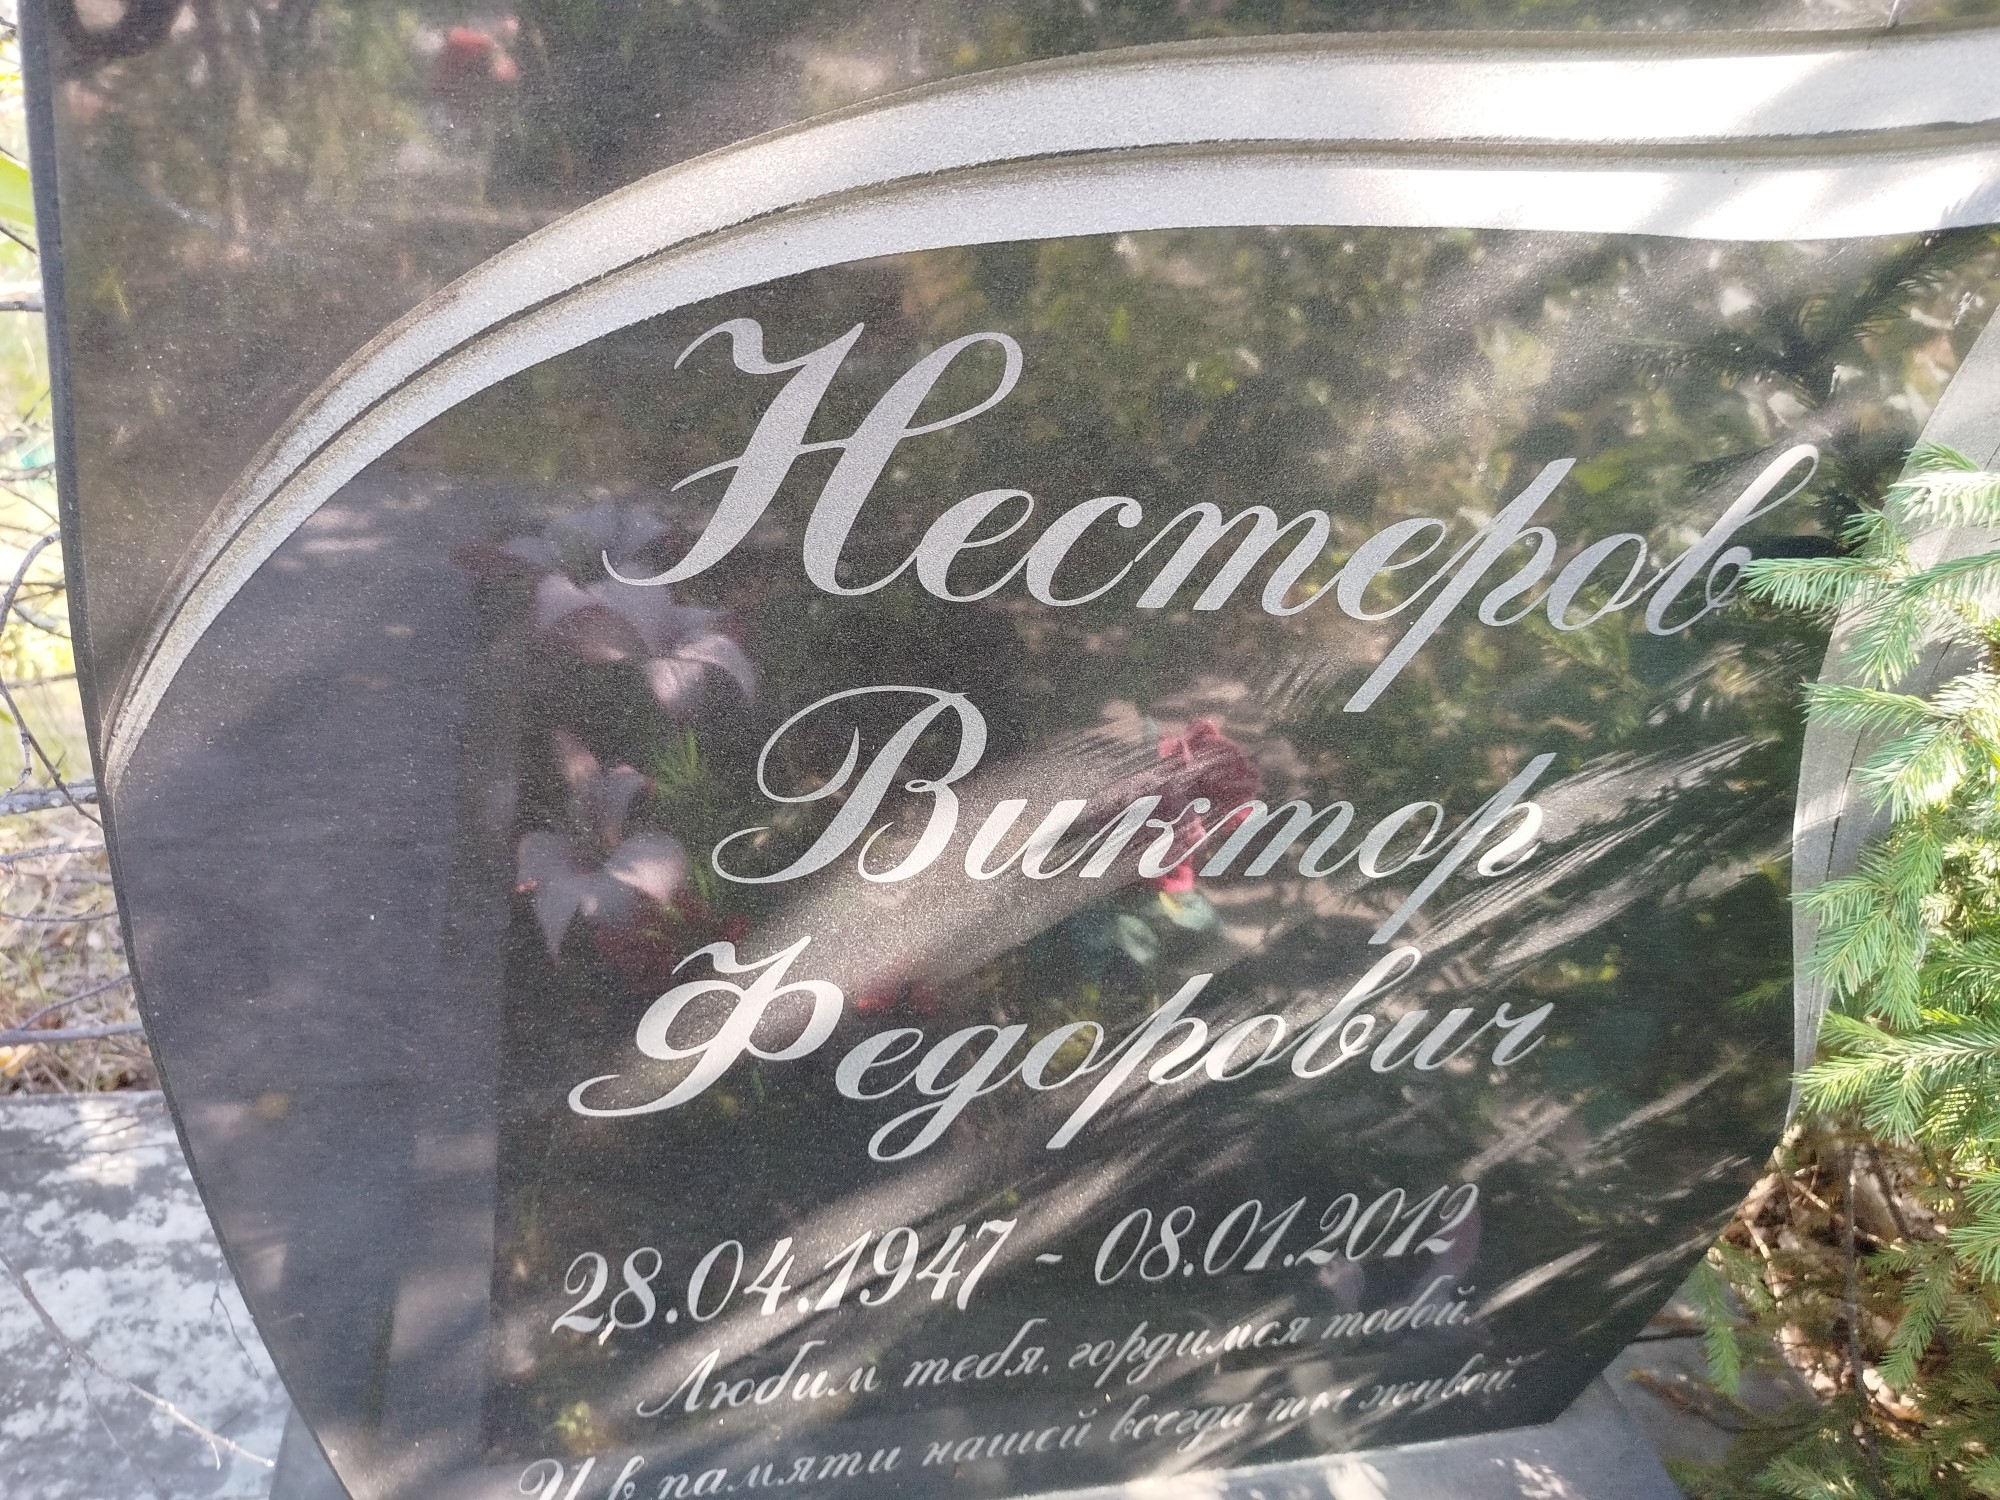 Нестеров
Виктор
Федорович
28.04.1947 - 08.01.2012
Любим тебя, гордимся тобой.
И в памяти нашей всегда ты живой.